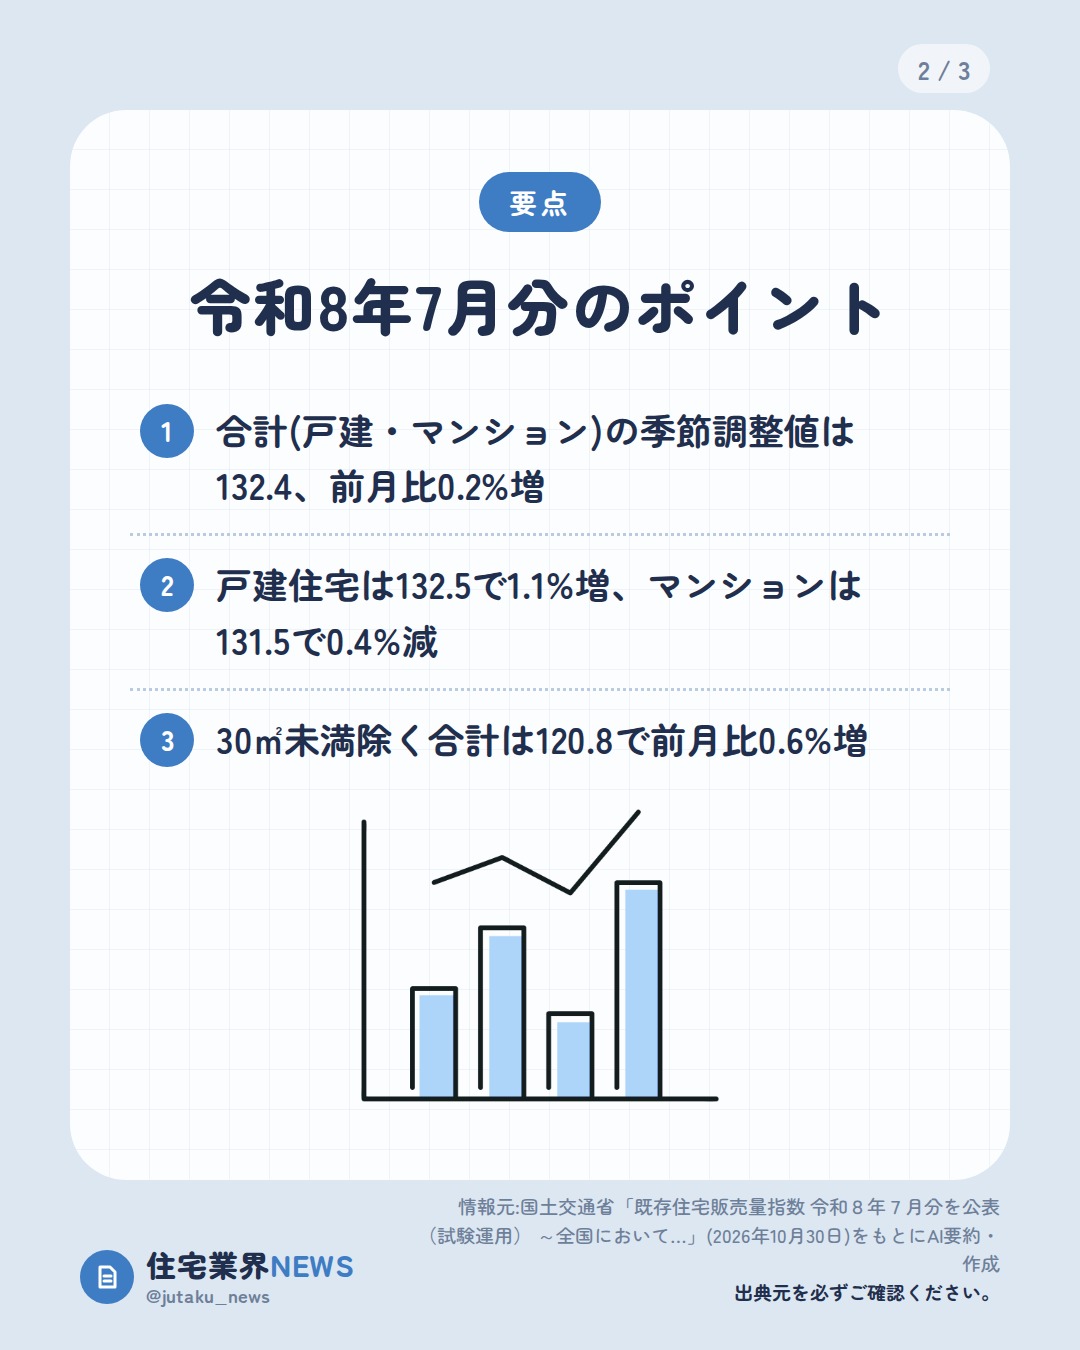 2 / 3
要点
令和8年7月分のポイント
1 合計(戸建・マンション)の季節調整値は
132.4、前月比0.2%増
2 戸建住宅は132.5で1.1%増、マンションは
131.5で0.4%減
3 30㎡未満除く合計は120.8で前月比0.6%増
情報元:国土交通省「既存住宅販売量指数 令和８年７月分を公表
（試験運用） ～全国において…」(2026年10月30日)をもとにAI要約・
作成
出典元を必ずご確認ください。
住宅業界NEWS
@jutaku_news